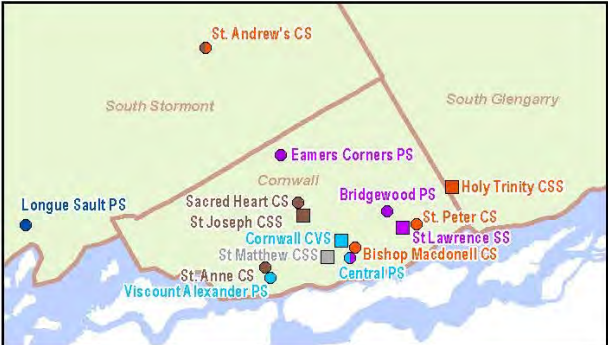 St. Andrew's CS
South Stormont
South Glengarry
Eamers Corners PS
Cornwall
Holy Trinity CSS
Bridgewood PS
Sacred Heart CS
Longue Sault PS
St Joseph CSS
St. Peter CS
St Lawrence SS
Cornwall CVS
St Matthew CSS
Bishop Macdonell CS
St. Anne CS
Central PS
Viscount Alexander PS